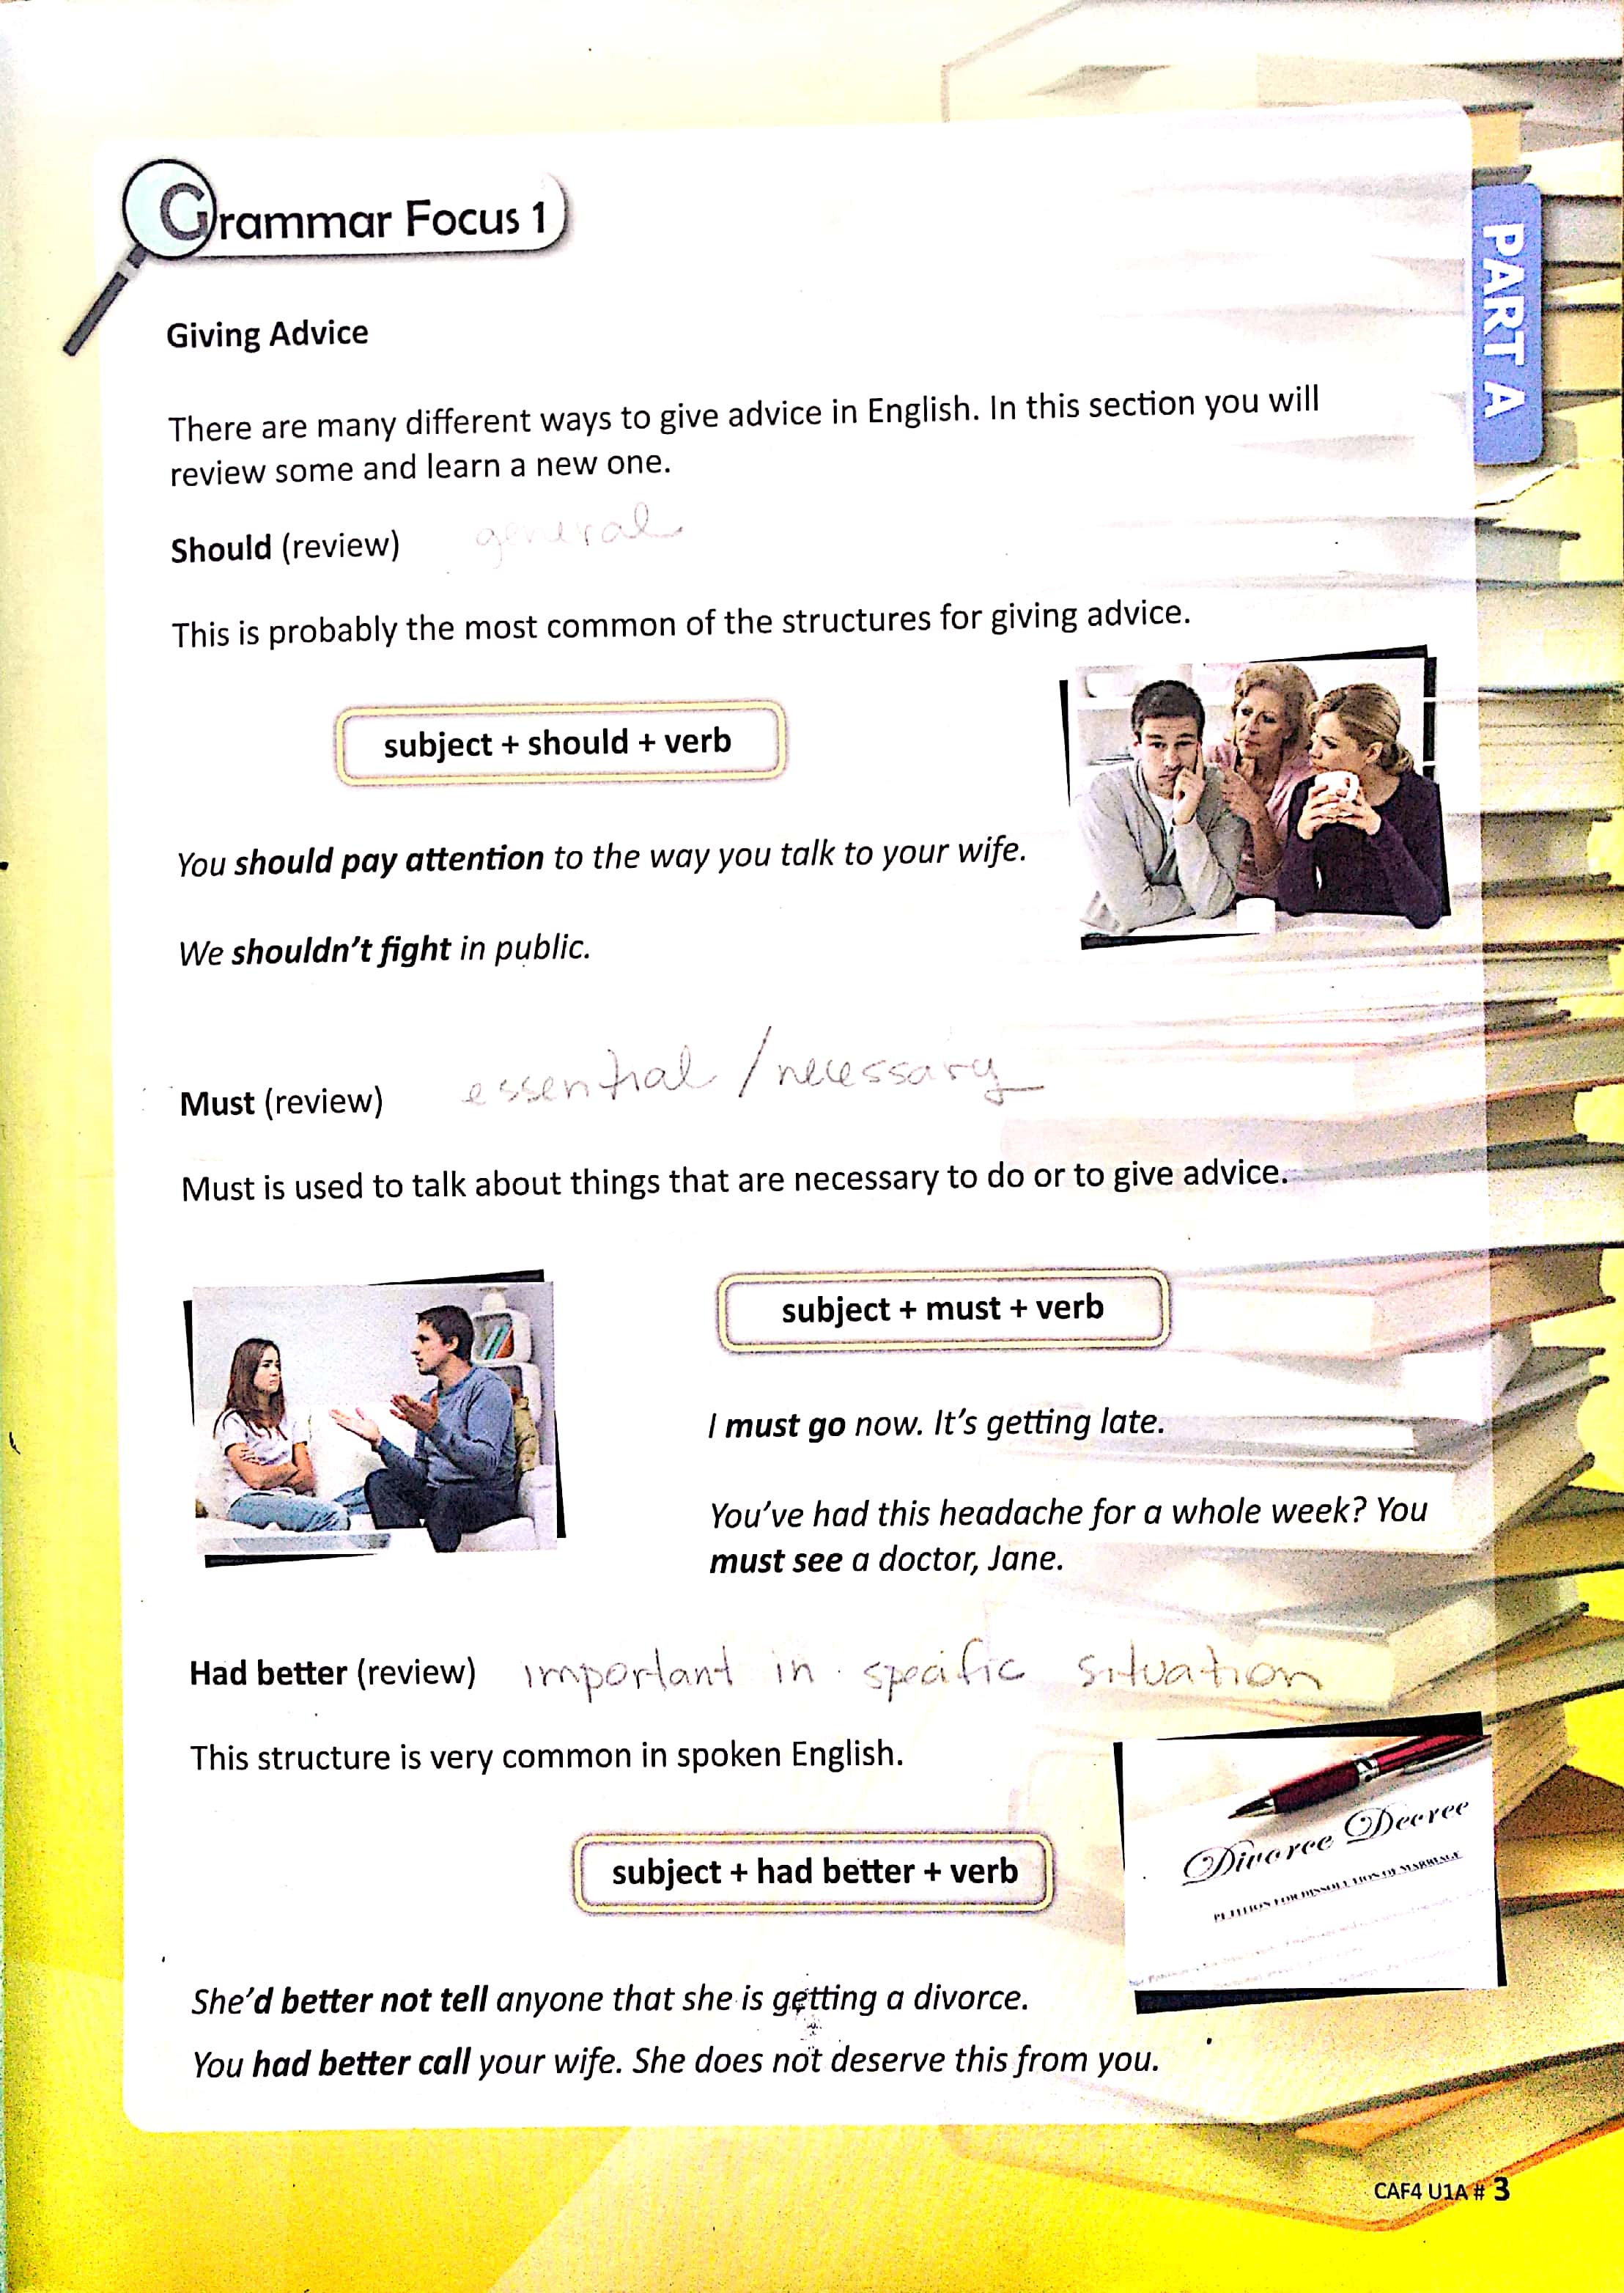 Grammar Focus 1
PART A
Giving Advice
There are many different ways to give advice in English. In this section you will
review some and learn a new one.
Should (review) general
This is probably the most common of the structures for giving advice.
subject + should + verb
You should pay attention to the way you talk to your wife.
We shouldn't fight in public.
Must (review) essential / necessary
Must is used to talk about things that are necessary to do or to give advice.
subject + must + verb
I must go now. It's getting late.
You've had this headache for a whole week? You
must see a doctor, Jane.
Had better (review) important in specific situation
This structure is very common in spoken English.
subject + had better + verb
Divorce Decree
PETITION FOR DISSOLUTION OF MARRIAGE
She'd better not tell anyone that she is getting a divorce.
You had better call your wife. She does not deserve this from you.
CAF4 U1A # 3